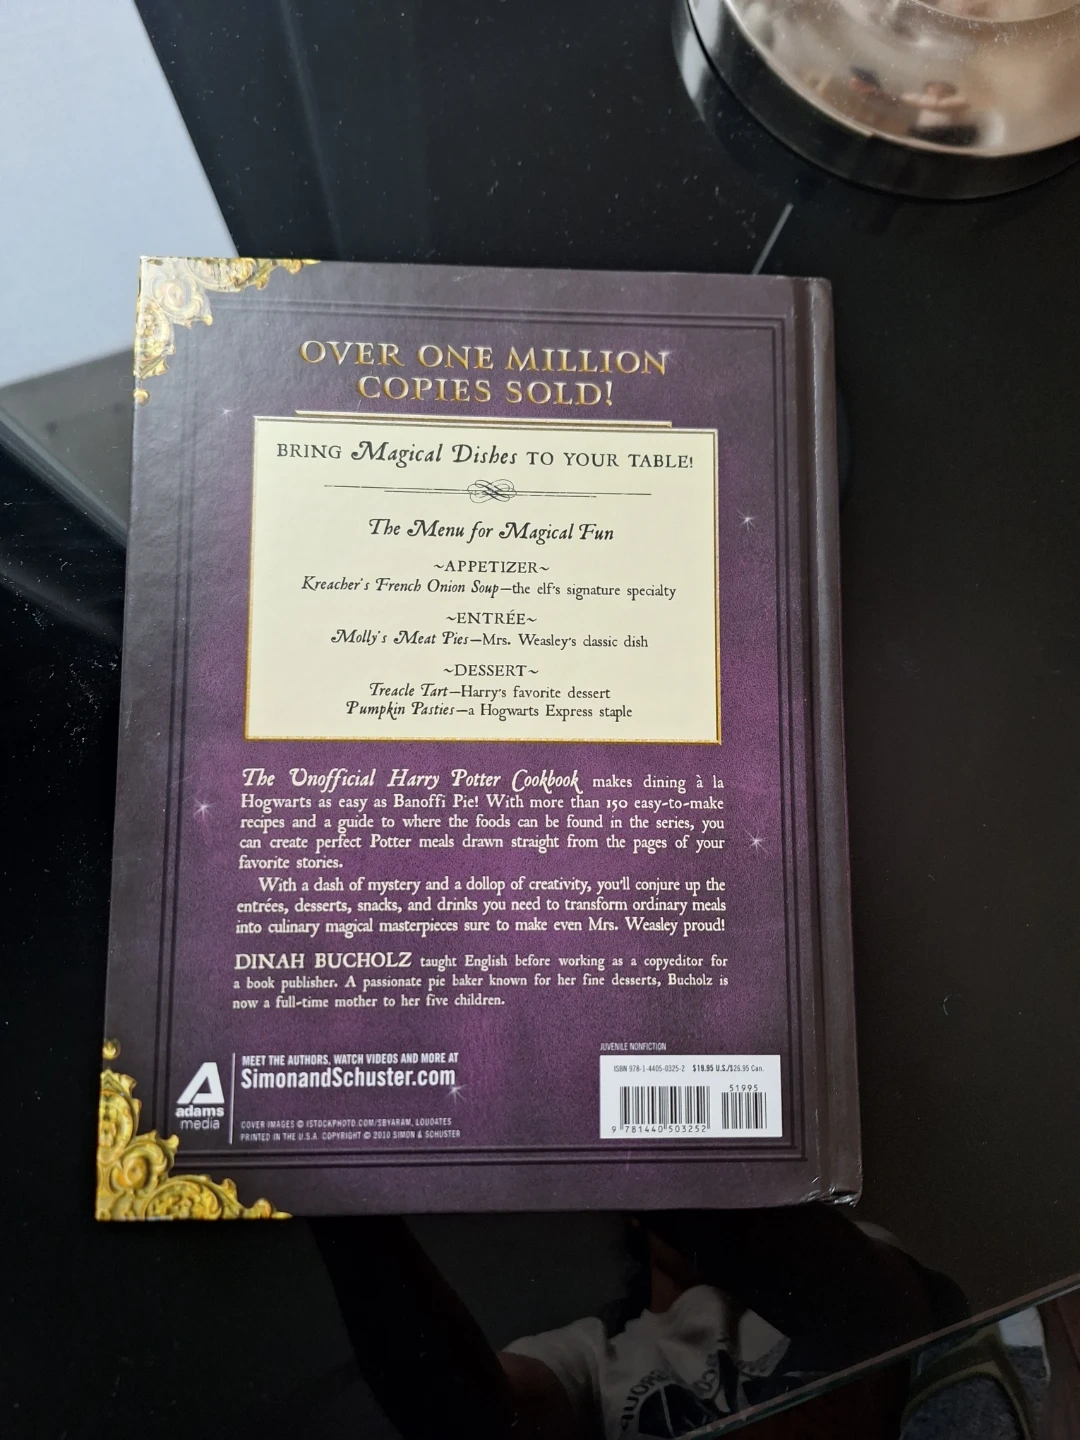 OVER ONE MILLION
COPIES SOLD!
BRING Magical Dishes TO YOUR TABLE!
The Menu for Magical Fun
~APPETIZER~
Kreacher's French Onion Soup—the elf's signature specialty
~ENTRÉE~
Molly's Meat Pies—Mrs. Weasley's classic dish
~DESSERT~
Treacle Tart—Harry's favorite dessert
Pumpkin Pasties—a Hogwarts Express staple
The Unofficial Harry Potter Cookbook makes dining à la
Hogwarts as easy as Banoffi Pie! With more than 150 easy-to-make
recipes and a guide to where the foods can be found in the series, you
can create perfect Potter meals drawn straight from the pages of your
favorite stories.
With a dash of mystery and a dollop of creativity, you'll conjure up the
entrées, desserts, snacks, and drinks you need to transform ordinary meals
into culinary magical masterpieces sure to make even Mrs. Weasley proud!
DINAH BUCHOLZ taught English before working as a copyeditor for
a book publisher. A passionate pie baker known for her fine desserts, Bucholz is
now a full-time mother to her five children.
adams
media
MEET THE AUTHORS, WATCH VIDEOS AND MORE AT
SimonandSchuster.com
COVER IMAGES © ISTOCKPHOTO.COM/SBYARAM, LOUOATES
PRINTED IN THE U.S.A. COPYRIGHT © 2010 SIMON & SCHUSTER
JUVENILE NONFICTION
ISBN 978-1-4405-0325-2 $19.95 U.S./$26.95 Can.
51995
9 781440 503252